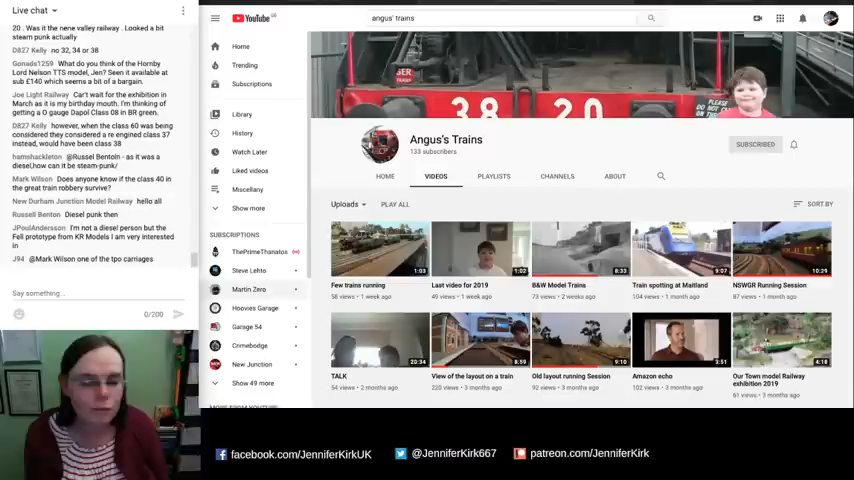 Live chat
20 . Was it the nene valley railway . Looked a bit
steam punk actually
D827 Kelly no 32, 34 or 38
Gonads1259 What do you think of the Hornby
Lord Nelson TTS model, Jen? Seen it available at
sub £140 which seems a bit of a bargain.
Joe Light Railway Can't wait for the exhibition in
March as it is my birthday mouth. I'm thinking of
getting a O gauge Dapol Class 08 in BR green.
D827 Kelly however, when the class 60 was being
considered they considered a re engined class 37
instead, would have been class 38
hamshackleton @Russel Bentoin - as it was a
diesel,how can it be steam-punk/
Mark Wilson Does anyone know if the class 40 in
the great train robbery survive?
New Durham Junction Model Railway hello all
Russell Benton Diesel punk then
JPoulAndersson I'm not a diesel person but the
Fell prototype from KR Models I am very interested
in
J94 @Mark Wilson one of the tpo carriages
Say something...
0/200
YouTube
angus' trains
Home
Trending
Subscriptions
Library
History
Watch Later
Liked videos
Miscellany
Show more
SUBSCRIPTIONS
ThePrimeThanatos
Steve Lehto
Martin Zero
Hoovies Garage
Garage 54
Crimebodge
New Junction
Show 49 more
38 20
PLEASE
DO NOT C
Angus's Trains
133 subscribers
SUBSCRIBED
HOME VIDEOS PLAYLISTS CHANNELS ABOUT
Uploads PLAY ALL SORT BY
1:03 1:02 8:33 9:07 10:29
Few trains running Last video for 2019 B&W Model Trains Train spotting at Maitland NSWGR Running Session
58 views • 1 week ago 49 views • 1 week ago 73 views • 2 weeks ago 104 views • 1 month ago 87 views • 1 month ago
20:34 8:59 9:10 3:51 4:18
TALK View of the layout on a train Old layout running Session Amazon echo Our Town model Railway
exhibition 2019
54 views • 2 months ago 220 views • 3 months ago 92 views • 3 months ago 102 views • 3 months ago
61 views • 3 months ago
facebook.com/JenniferKirkUK @JenniferKirk667 patreon.com/JenniferKirk